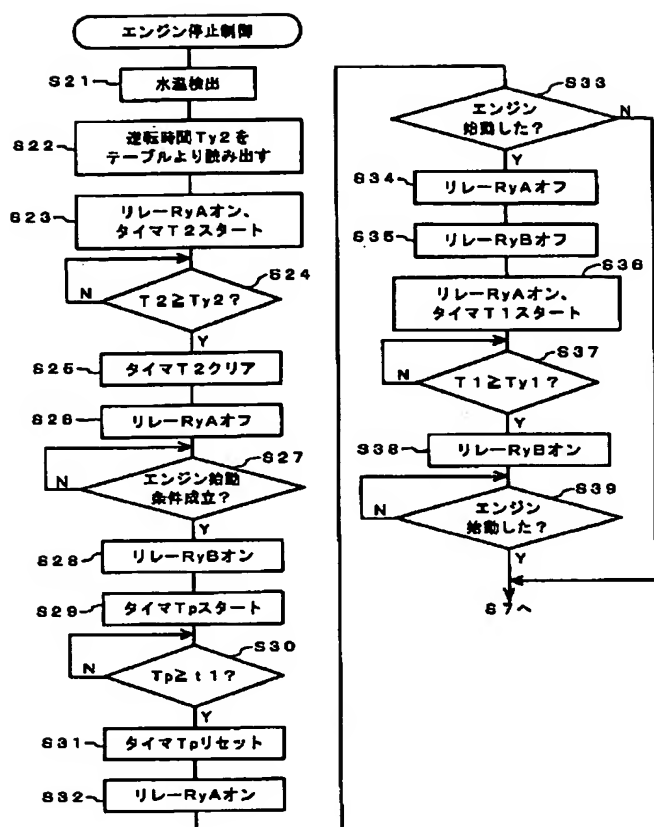 エンジン停止制御
S21
水温検出
S22
逆転時間Ty2を
テーブルより読み出す
S23
リレーRyAオン、
タイマT2スタート
S24
T2≧Ty2?
N
Y
S25
タイマT2クリア
S26
リレーRyAオフ
S27
エンジン始動
条件成立?
N
Y
S28
リレーRyBオン
S29
タイマTpスタート
S30
Tp≧t1?
N
Y
S31
タイマTpリセット
S32
リレーRyAオン
S33
エンジン
始動した?
N
Y
S34
リレーRyAオフ
S35
リレーRyBオフ
S36
リレーRyAオン、
タイマT1スタート
S37
T1≧Ty1?
N
Y
S38
リレーRyBオン
S39
エンジン
始動した?
N
Y
S7へ